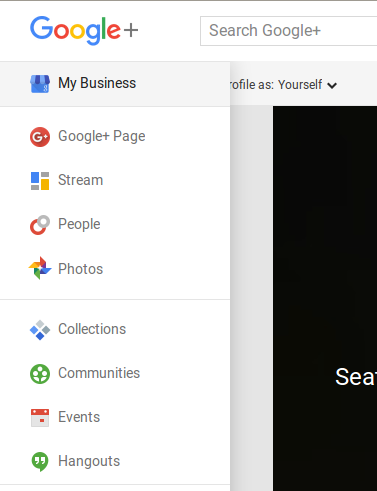 Google+
Search Google+
My Business
rofile as: Yourself
Google+ Page
Stream
People
Photos
Collections
Seat
Communities
Events
Hangouts